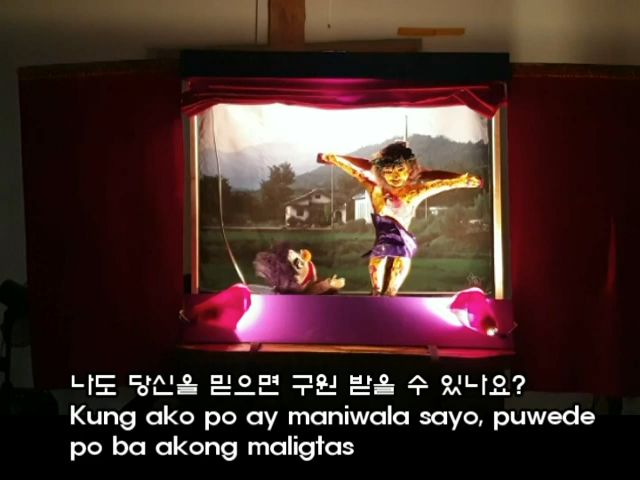 나도 당신을 믿으면 구원 받을 수 있나요?
Kung ako po ay maniwala sayo, puwede
po ba akong maligtas